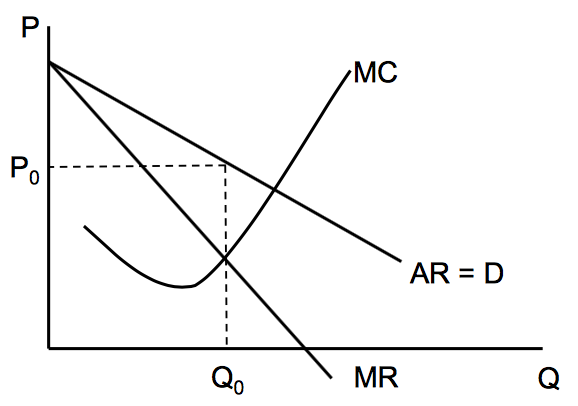 P
MC
P₀
AR = D
Q₀
MR
Q